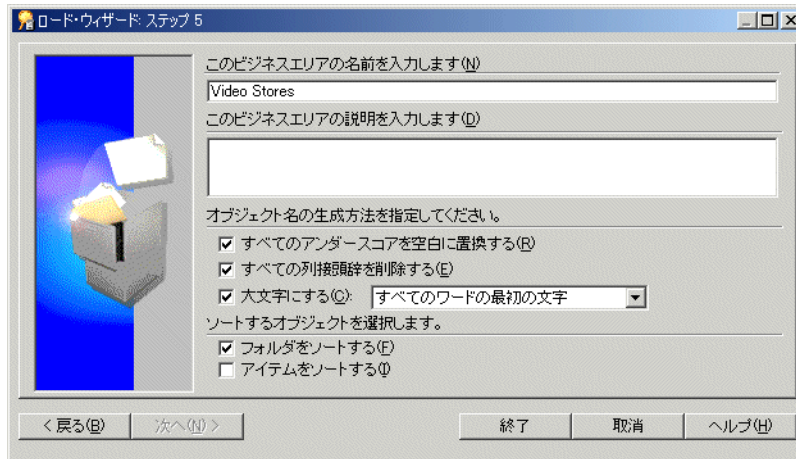 ロード・ウィザード: ステップ 5
このビジネスエリアの名前を入力します(N)
Video Stores
このビジネスエリアの説明を入力します(D)
オブジェクト名の生成方法を指定してください。
すべてのアンダースコアを空白に置換する(R)
すべての列接頭辞を削除する(E)
大文字にする(C): すべてのワードの最初の文字
ソートするオブジェクトを選択します。
フォルダをソートする(F)
アイテムをソートする(I)
< 戻る(B) 次へ(N) > 終了 取消 ヘルプ(H)